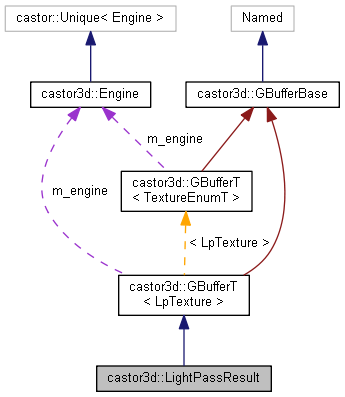 castor::Unique< Engine >
Named
castor3d::Engine
castor3d::GBufferBase
m_engine
castor3d::GBufferT
< TextureEnumT >
m_engine
< LpTexture >
castor3d::GBufferT
< LpTexture >
castor3d::LightPassResult